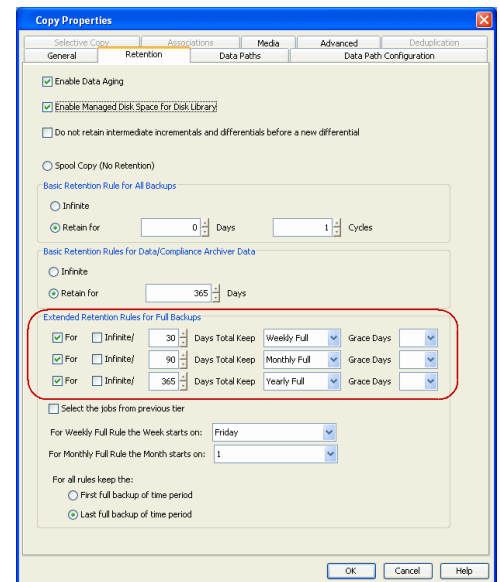 Copy Properties
Selective Copy Associations Media Advanced Deduplication
General Retention Data Paths Data Path Configuration
Enable Data Aging
Enable Managed Disk Space for Disk Library
Do not retain intermediate incrementals and differentials before a new differential
Spool Copy (No Retention)
Basic Retention Rule for All Backups
Infinite
Retain for 0 Days 1 Cycles
Basic Retention Rules for Data/Compliance Archiver Data
Infinite
Retain for 365 Days
Extended Retention Rules for Full Backups
For Infinite/ 30 Days Total Keep Weekly Full Grace Days
For Infinite/ 90 Days Total Keep Monthly Full Grace Days
For Infinite/ 365 Days Total Keep Yearly Full Grace Days
Select the jobs from previous tier
For Weekly Full Rule the Week starts on: Friday
For Monthly Full Rule the Month starts on: 1
For all rules keep the:
First full backup of time period
Last full backup of time period
OK Cancel Help